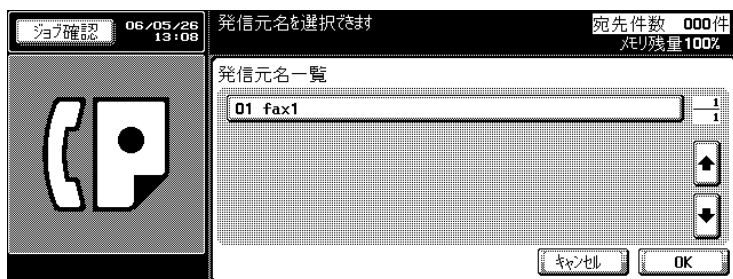 ジョブ確認
06/05/26
13:08
発信元名を選択できます
宛先件数 000件
メモリ残量100%
発信元名一覧
01 fax1
1
1
キャンセル
OK